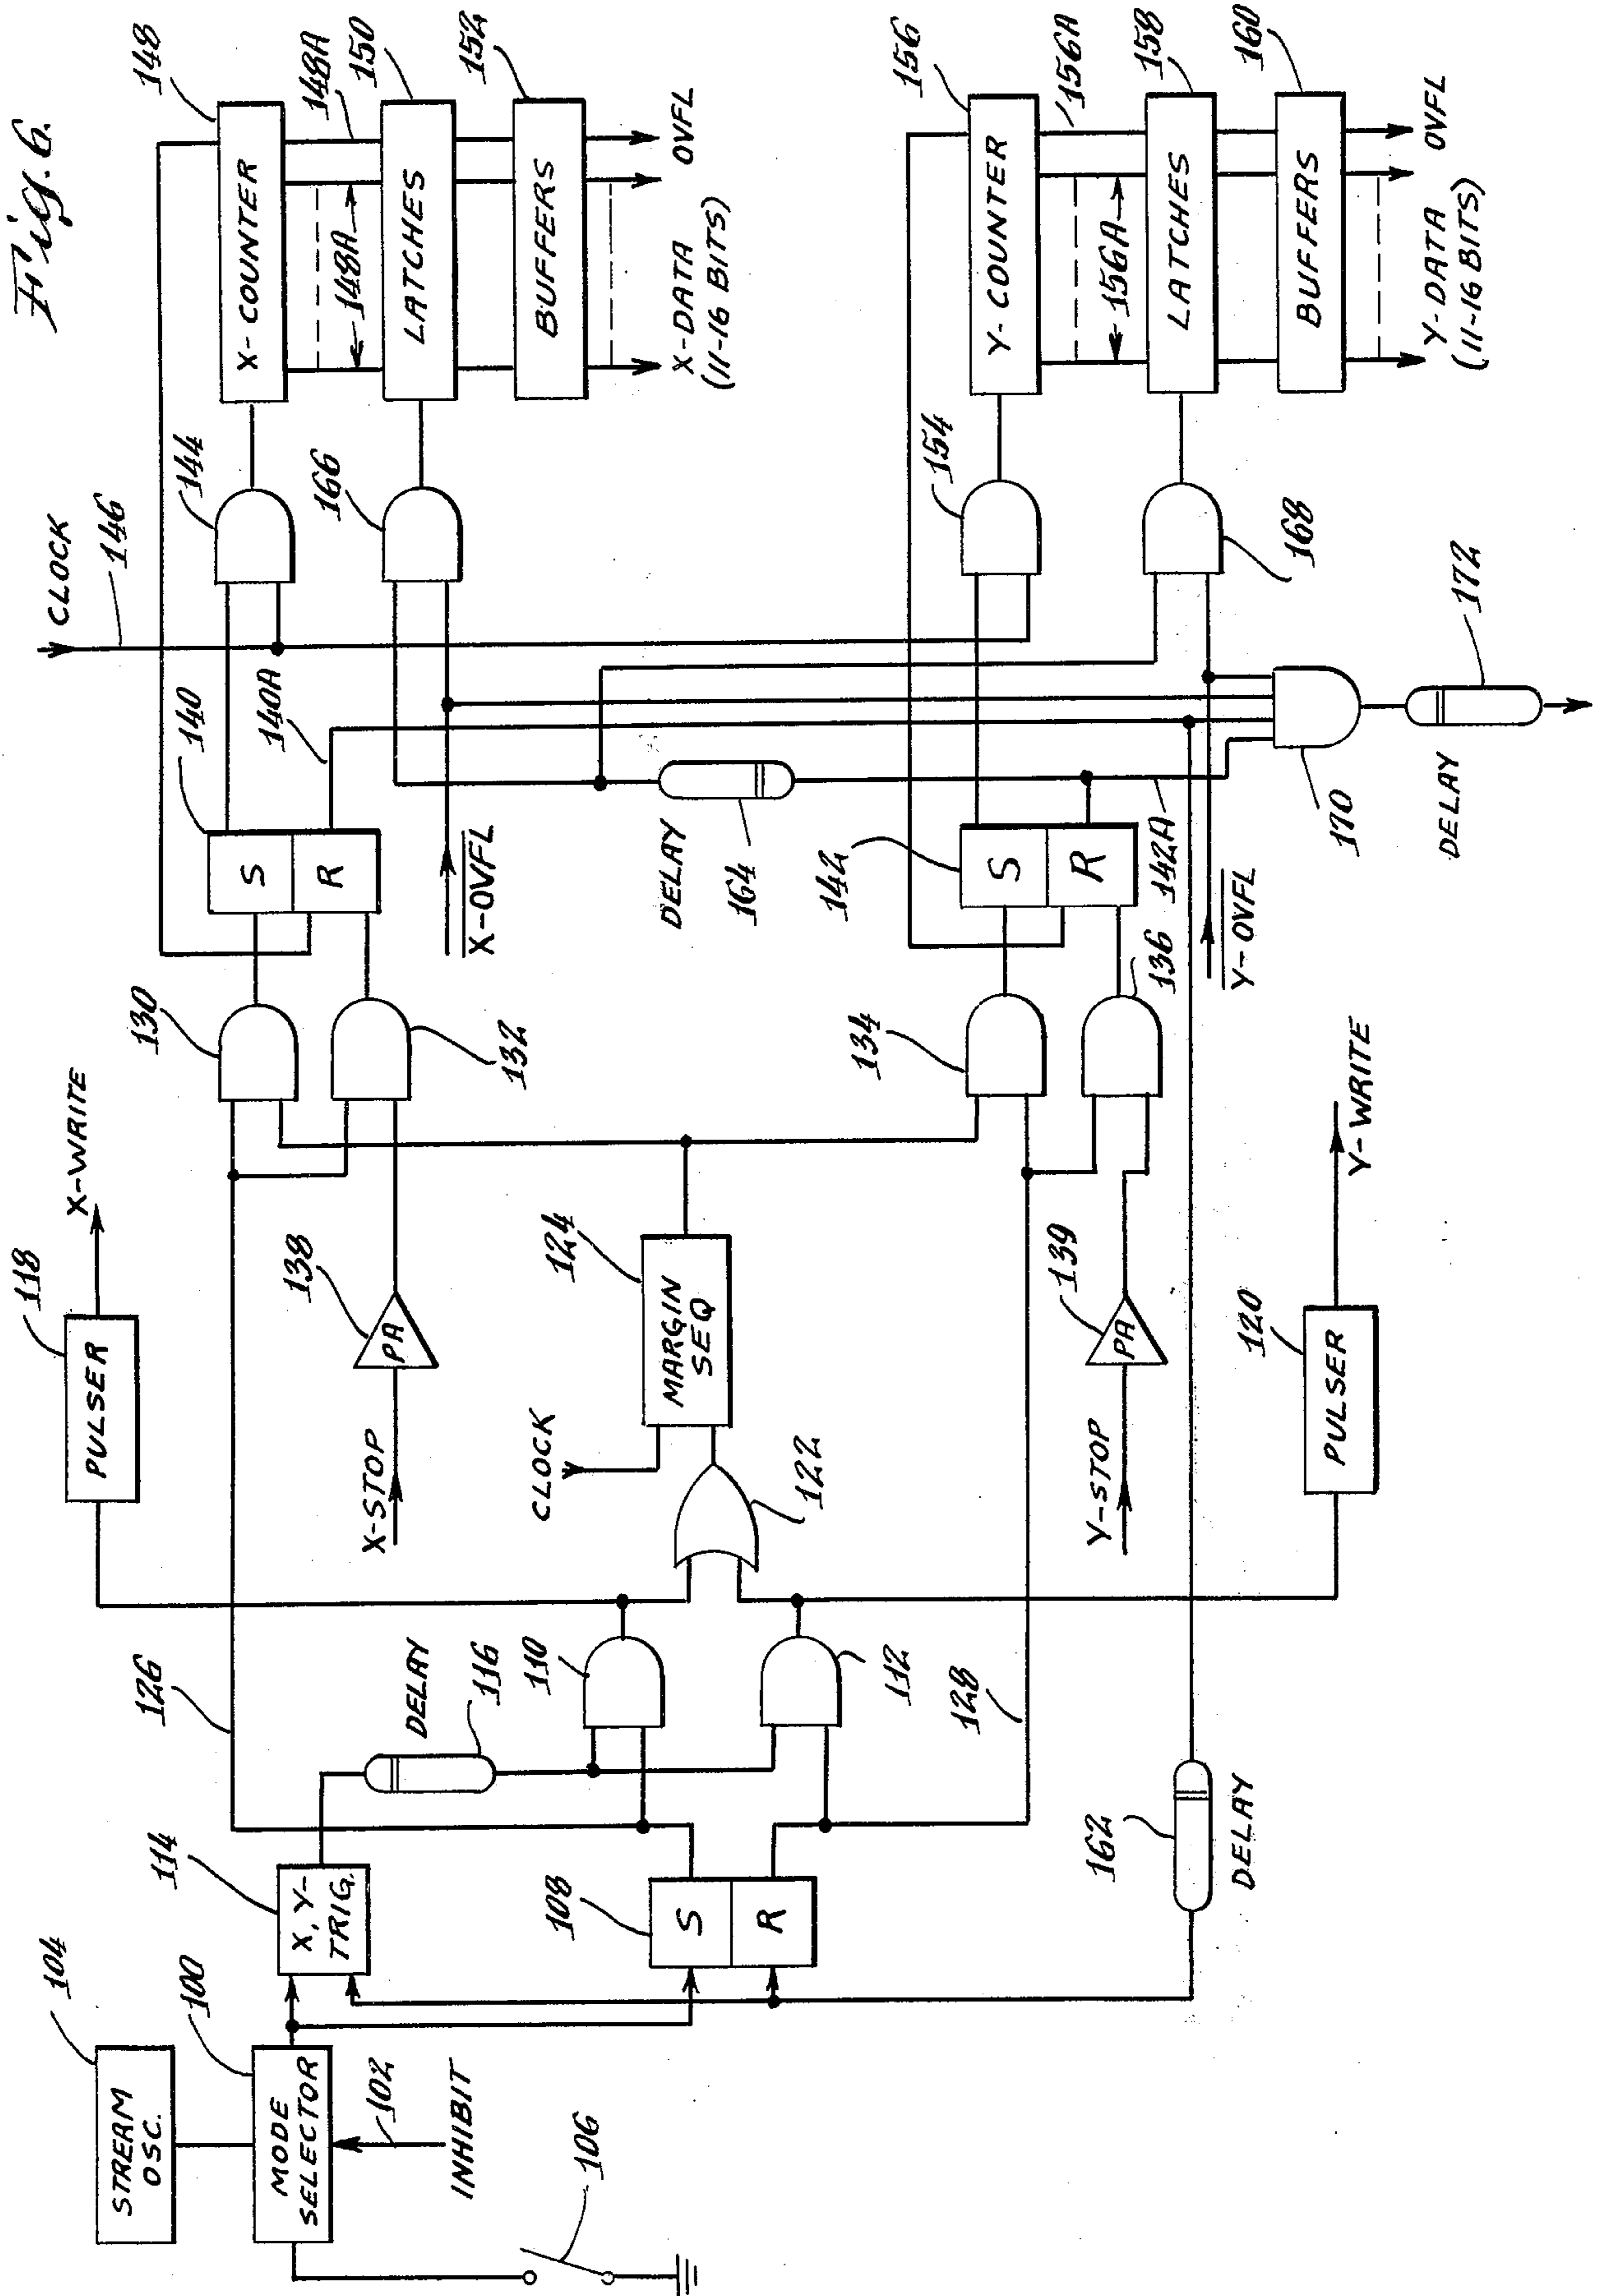 Fig. 6.
STREAM
OSC.
104
MODE
SELECTOR
100
102
INHIBIT
106
X, Y-
TRIG.
114
DELAY
116
S
R
108
110
112
126
128
162
DELAY
PULSER
118
X-WRITE
X-STOP
PA
138
CLOCK
MARGIN
SEQ
124
122
Y-STOP
PA
139
PULSER
120
Y-WRITE
130
132
134
136
S
R
140
140A
X-OVFL
DELAY
164
S
R
142
142A
Y-OVFL
170
DELAY
172
CLOCK
146
144
166
154
168
X-COUNTER
148
148A
148A
LATCHES
150
BUFFERS
152
X-DATA
(11-16 BITS)
OVFL
Y-COUNTER
156
156A
156A
LATCHES
158
BUFFERS
160
Y-DATA
(11-16 BITS)
OVFL